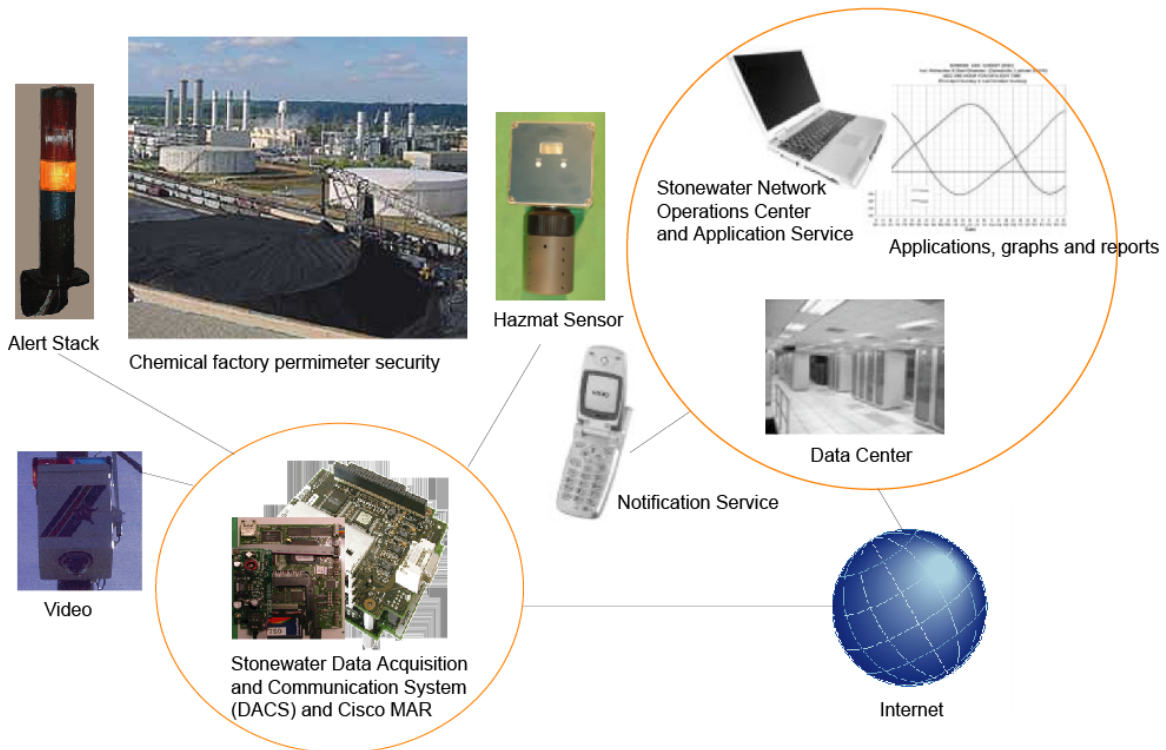 Stonewater Network
Operations Center
and Application Service
Applications, graphs and reports
Alert Stack
Chemical factory permimeter security
Hazmat Sensor
Data Center
Notification Service
Video
Stonewater Data Acquisition
and Communication System
(DACS) and Cisco MAR
Internet